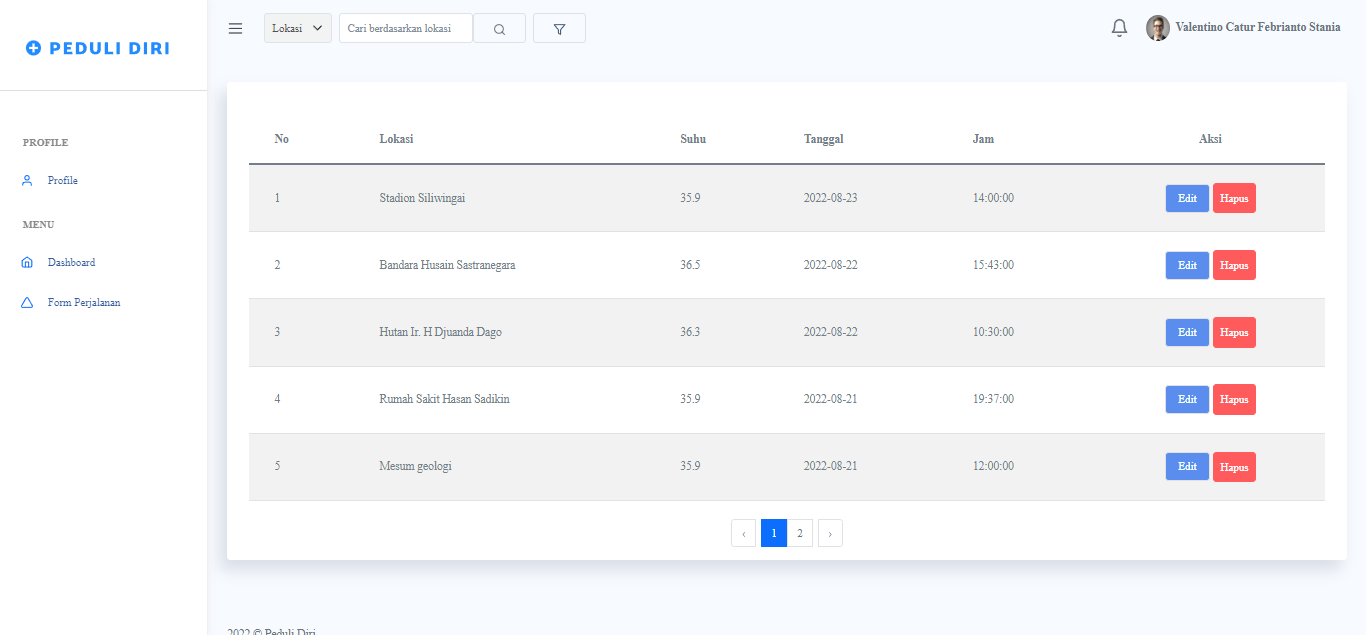 PEDULI DIRI
Lokasi
Cari berdasarkan lokasi
Valentino Catur Febrianto Stania
PROFILE
Profile
MENU
Dashboard
Form Perjalanan
No Lokasi Suhu Tanggal Jam Aksi
1 Stadion Siliwingai 35.9 2022-08-23 14:00:00 Edit Hapus
2 Bandara Husain Sastranegara 36.5 2022-08-22 15:43:00 Edit Hapus
3 Hutan Ir. H Djuanda Dago 36.3 2022-08-22 10:30:00 Edit Hapus
4 Rumah Sakit Hasan Sadikin 35.9 2022-08-21 19:37:00 Edit Hapus
5 Mesum geologi 35.9 2022-08-21 12:00:00 Edit Hapus
‹ 1 2 ›
2022 © Peduli Diri